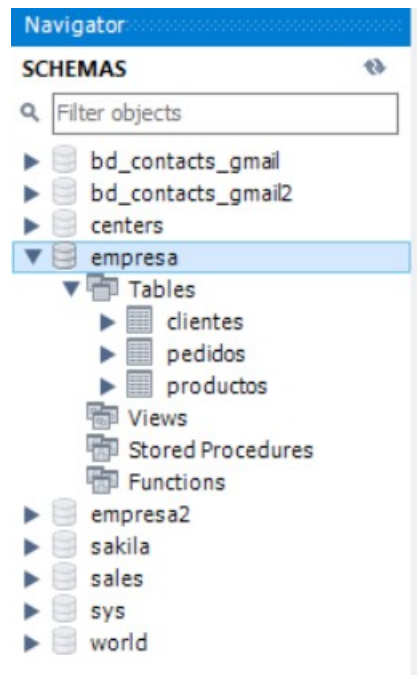 Navigator
SCHEMAS
Filter objects
bd_contacts_gmail
bd_contacts_gmail2
centers
empresa
Tables
clientes
pedidos
productos
Views
Stored Procedures
Functions
empresa2
sakila
sales
sys
world